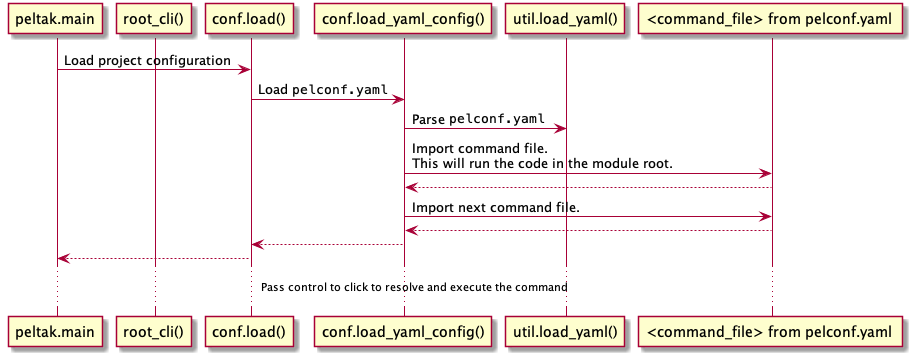 peltak.main root_cli() conf.load() conf.load_yaml_config() util.load_yaml() <command_file> from pelconf.yaml
Load project configuration
Load pelconf.yaml
Parse pelconf.yaml
Import command file.
This will run the code in the module root.
Import next command file.
Pass control to click to resolve and execute the command
peltak.main root_cli() conf.load() conf.load_yaml_config() util.load_yaml() <command_file> from pelconf.yaml